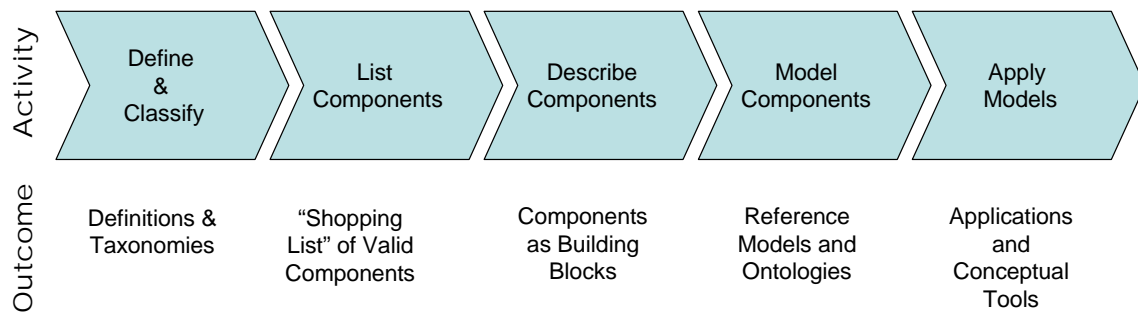 Activity
Define
&
Classify
List
Components
Describe
Components
Model
Components
Apply
Models
Outcome
Definitions &
Taxonomies
“Shopping
List” of Valid
Components
Components
as Building
Blocks
Reference
Models and
Ontologies
Applications
and
Conceptual
Tools